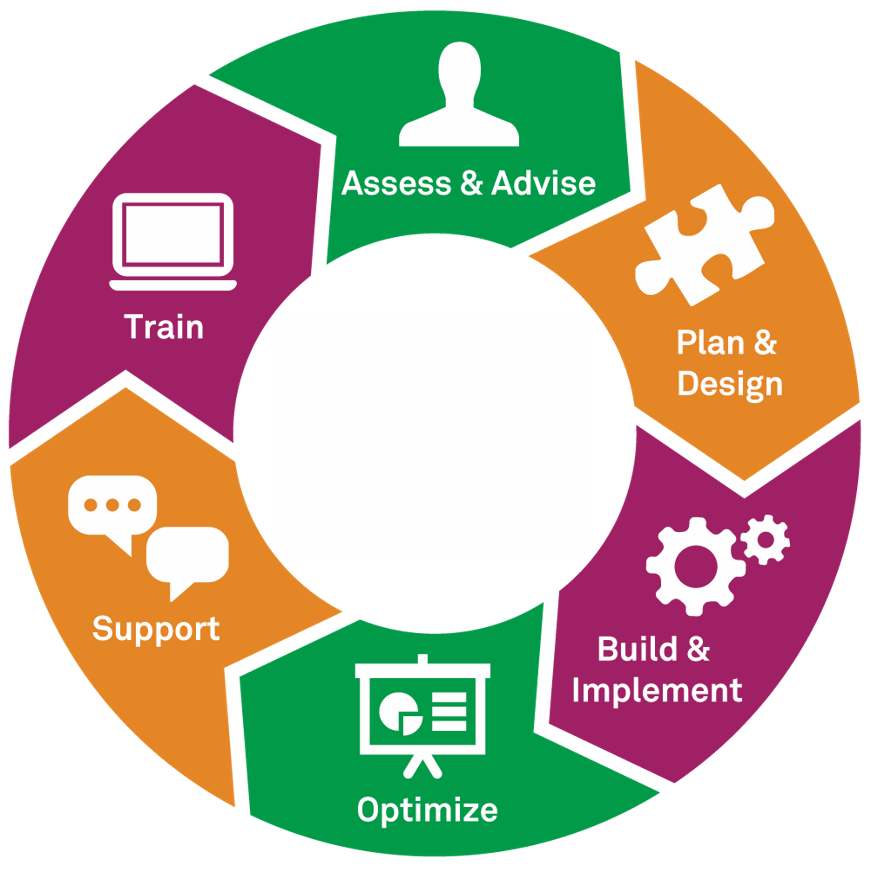 Assess & Advise
Plan &
Design
Build &
Implement
Optimize
Support
Train